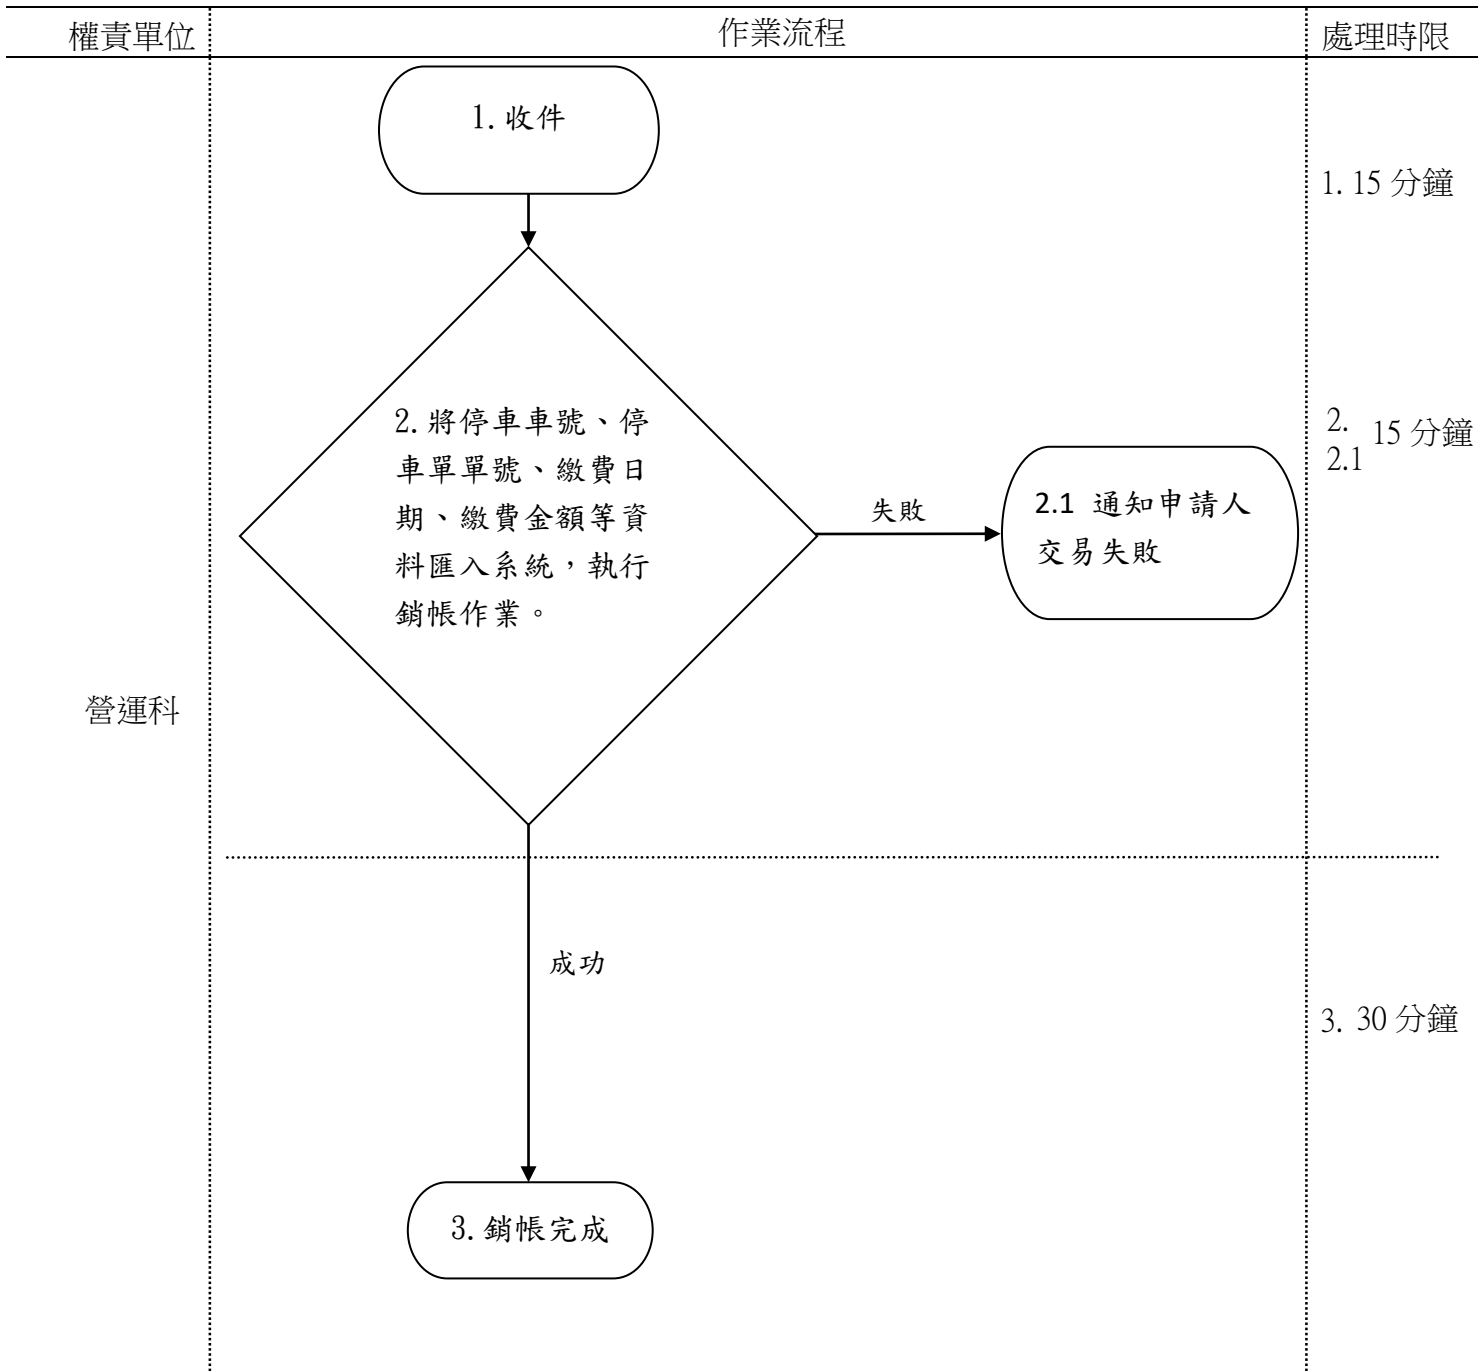 權責單位
作業流程
處理時限
1. 收件
1. 15 分鐘
2. 將停車車號、停
車單單號、繳費日
期、繳費金額等資
料匯入系統，執行
銷帳作業。
失敗
2.1 通知申請人
交易失敗
2.
2.1
15 分鐘
營運科
成功
3. 30 分鐘
3. 銷帳完成